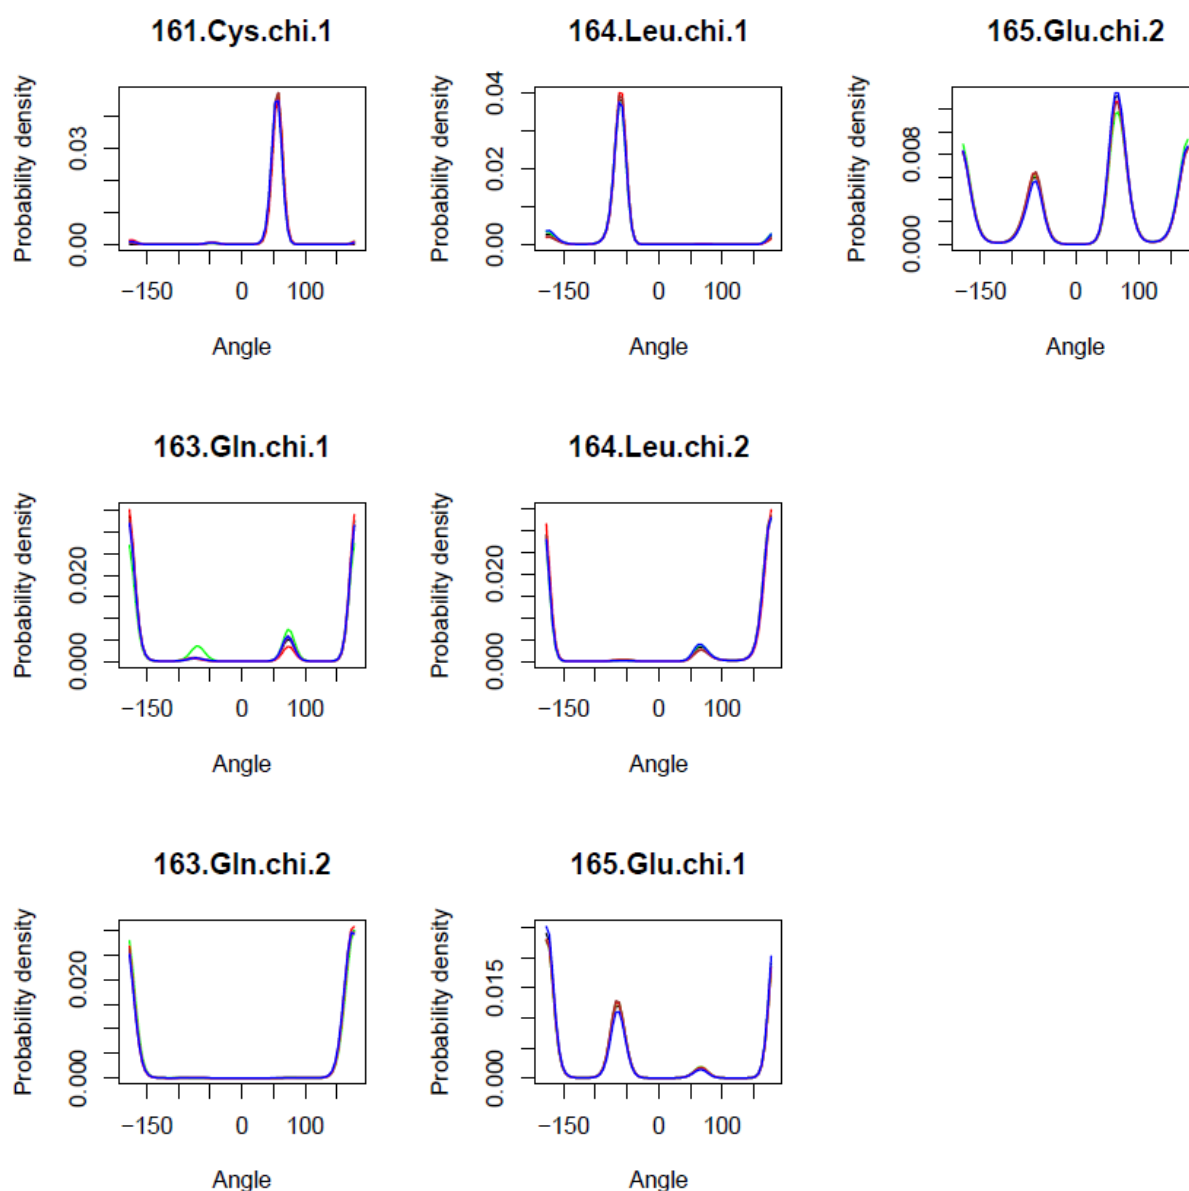 161.Cys.chi.1
Probability density
0.00
0.03
−150
0
100
Angle
164.Leu.chi.1
Probability density
0.00
0.02
0.04
−150
0
100
Angle
165.Glu.chi.2
Probability density
0.000
0.008
−150
0
100
Angle
163.Gln.chi.1
Probability density
0.000
0.020
−150
0
100
Angle
164.Leu.chi.2
Probability density
0.000
0.020
−150
0
100
Angle
163.Gln.chi.2
Probability density
0.000
0.020
−150
0
100
Angle
165.Glu.chi.1
Probability density
0.000
0.015
−150
0
100
Angle